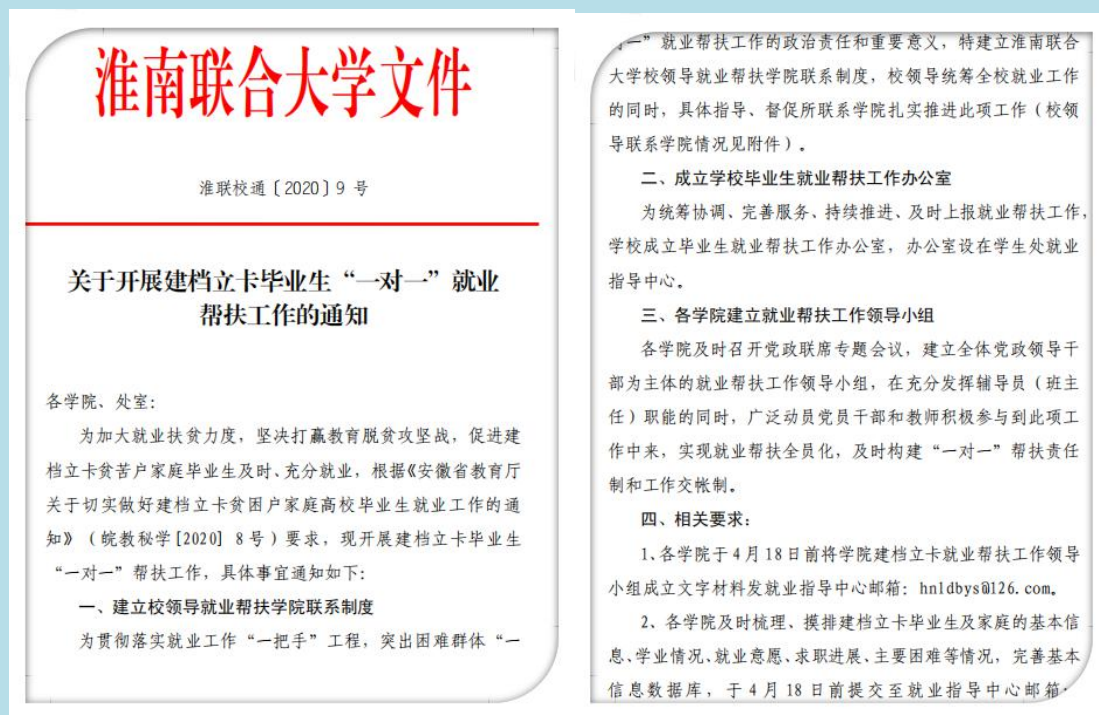 淮南联合大学文件
淮联校通〔2020〕9 号
关于开展建档立卡毕业生“一对一”就业
帮扶工作的通知
各学院、处室：
为加大就业扶贫力度，坚决打赢教育脱贫攻坚战，促进建
档立卡贫苦户家庭毕业生及时、充分就业，根据《安徽省教育厅
关于切实做好建档立卡贫困户家庭高校毕业生就业工作的通
知》（皖教秘学[2020] 8 号）要求，现开展建档立卡毕业生
“一对一”帮扶工作，具体事宜通知如下：
一、建立校领导就业帮扶学院联系制度
为贯彻落实就业工作“一把手”工程，突出困难群体“一
对一”就业帮扶工作的政治责任和重要意义，特建立淮南联合
大学校领导就业帮扶学院联系制度，校领导统筹全校就业工作
的同时，具体指导、督促所联系学院扎实推进此项工作（校领
导联系学院情况见附件）。
二、成立学校毕业生就业帮扶工作办公室
为统筹协调、完善服务、持续推进、及时上报就业帮扶工作，
学校成立毕业生就业帮扶工作办公室，办公室设在学生处就业
指导中心。
三、各学院建立就业帮扶工作领导小组
各学院及时召开党政联席专题会议，建立全体党政领导干
部为主体的就业帮扶工作领导小组，在充分发挥辅导员（班主
任）职能的同时，广泛动员党员干部和教师积极参与到此项工
作中来，实现就业帮扶全员化，及时构建“一对一”帮扶责任
制和工作交帐制。
四、相关要求：
1、各学院于 4 月 18 日前将学院建档立卡就业帮扶工作领导
小组成立文字材料发就业指导中心邮箱：hnldbys@126.com。
2、各学院及时梳理、摸排建档立卡毕业生及家庭的基本信
息、学业情况、就业意愿、求职进展、主要困难等情况，完善基本
信息数据库，于 4 月 18 日前提交至就业指导中心邮箱：